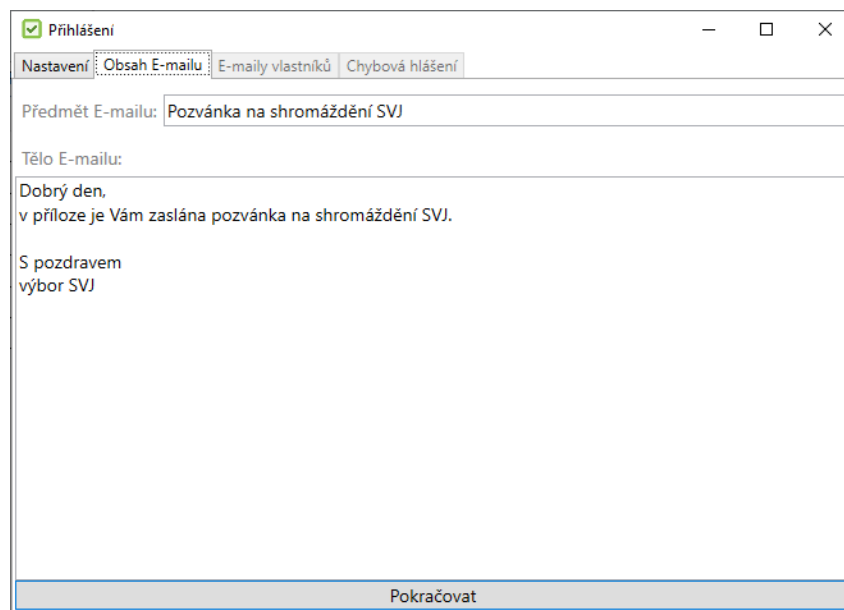 Přihlášení
Nastavení Obsah E-mailu E-maily vlastníků Chybová hlášení
Předmět E-mailu: Pozvánka na shromáždění SVJ
Tělo E-mailu:
Dobrý den,
v příloze je Vám zaslána pozvánka na shromáždění SVJ.
S pozdravem
výbor SVJ
Pokračovat